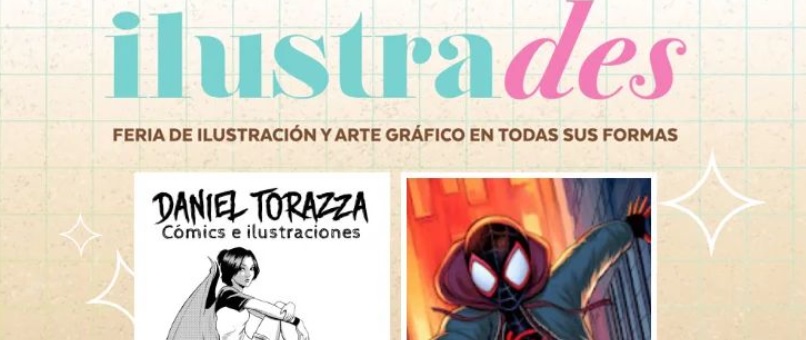 ilustrades
FERIA DE ILUSTRACIÓN Y ARTE GRÁFICO EN TODAS SUS FORMAS
DANIEL TORAZZA
Cómics e ilustraciones